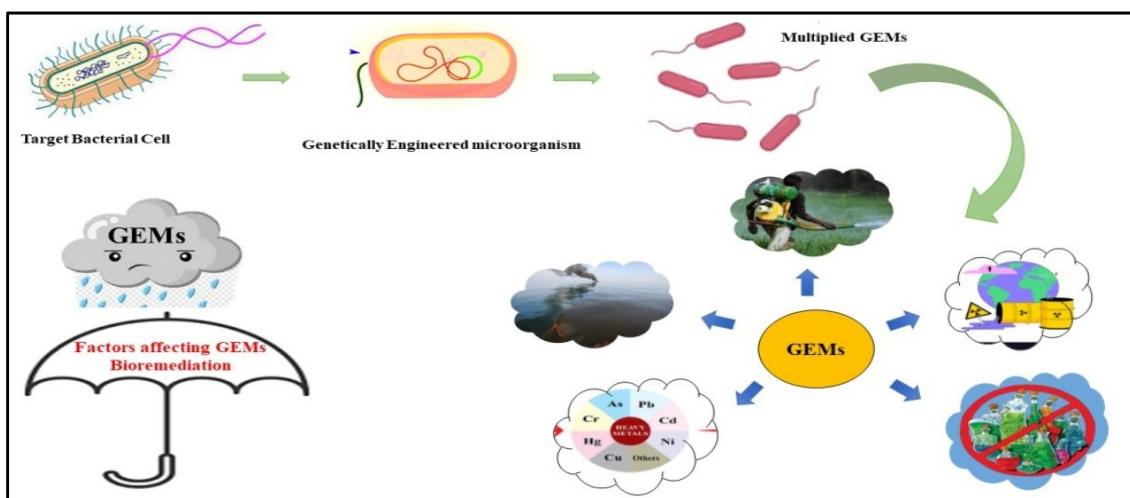 Multiplied GEMs
Target Bacterial Cell
Genetically Engineered microorganism
GEMs
Factors affecting GEMs
Bioremediation
GEMs
As
Pb
Cr
Cd
HEAVY
METALS
Hg
Ni
Cu
Others